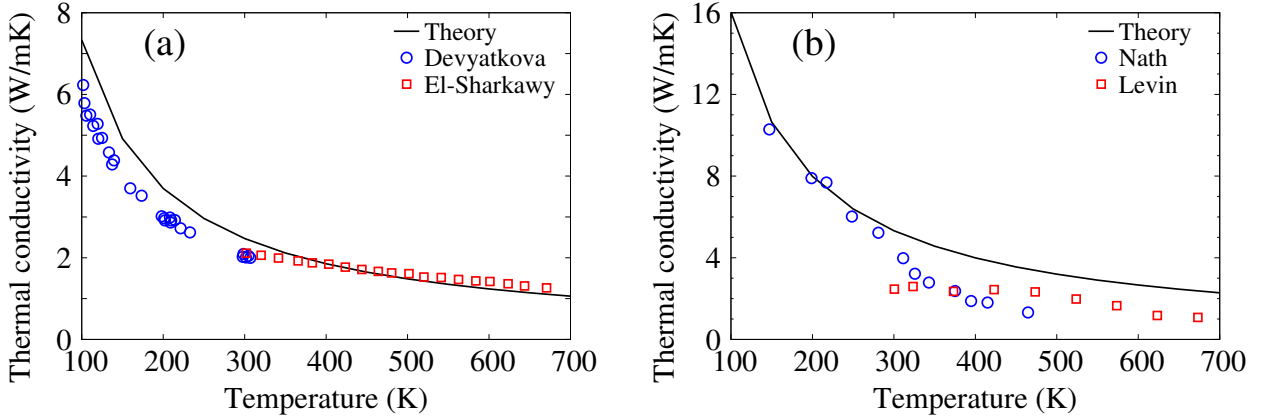 (a)
Theory
Devyatkova
El-Sharkawy
Thermal conductivity (W/mK)
8
6
4
2
0
100 200 300 400 500 600 700
Temperature (K)
(b)
Theory
Nath
Levin
Thermal conductivity (W/mK)
16
12
8
4
0
100 200 300 400 500 600 700
Temperature (K)